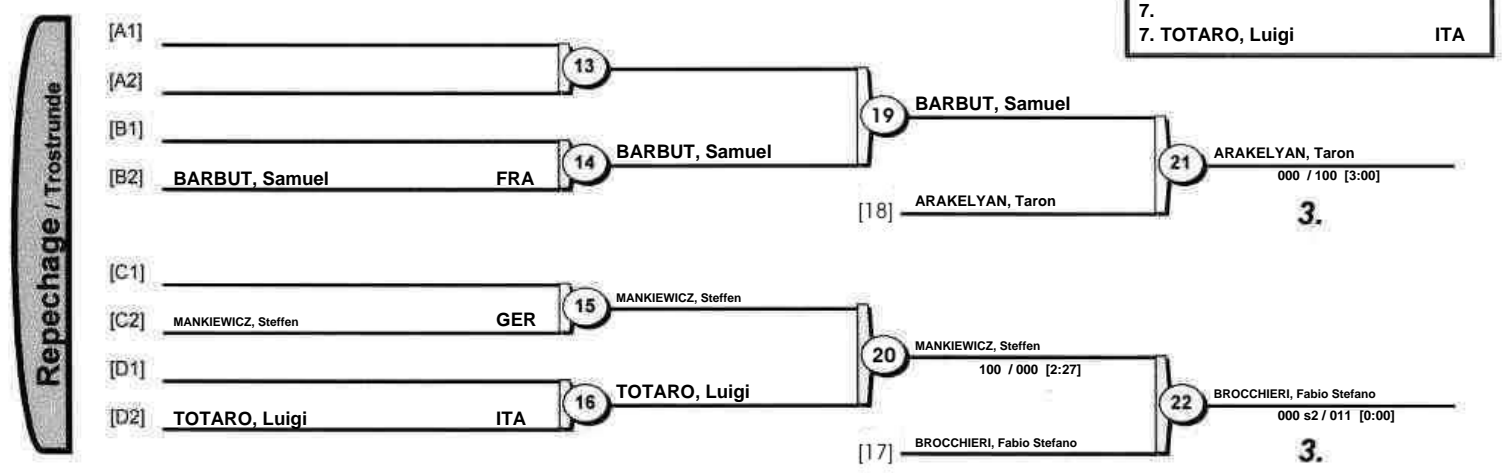 7.
7. TOTARO, Luigi ITA
Repechage / Trostrunde
[A1]
13
[A2]
BARBUT, Samuel
19
[B1]
BARBUT, Samuel
14
ARAKELYAN, Taron
21
[B2] BARBUT, Samuel FRA
000 / 100 [3:00]
ARAKELYAN, Taron
[18]
3.
[C1]
MANKIEWICZ, Steffen
15
[C2] MANKIEWICZ, Steffen GER
MANKIEWICZ, Steffen
20
100 / 000 [2:27]
[D1]
TOTARO, Luigi
16
BROCCHIERI, Fabio Stefano
22
[D2] TOTARO, Luigi ITA
000 s2 / 011 [0:00]
BROCCHIERI, Fabio Stefano
[17]
3.